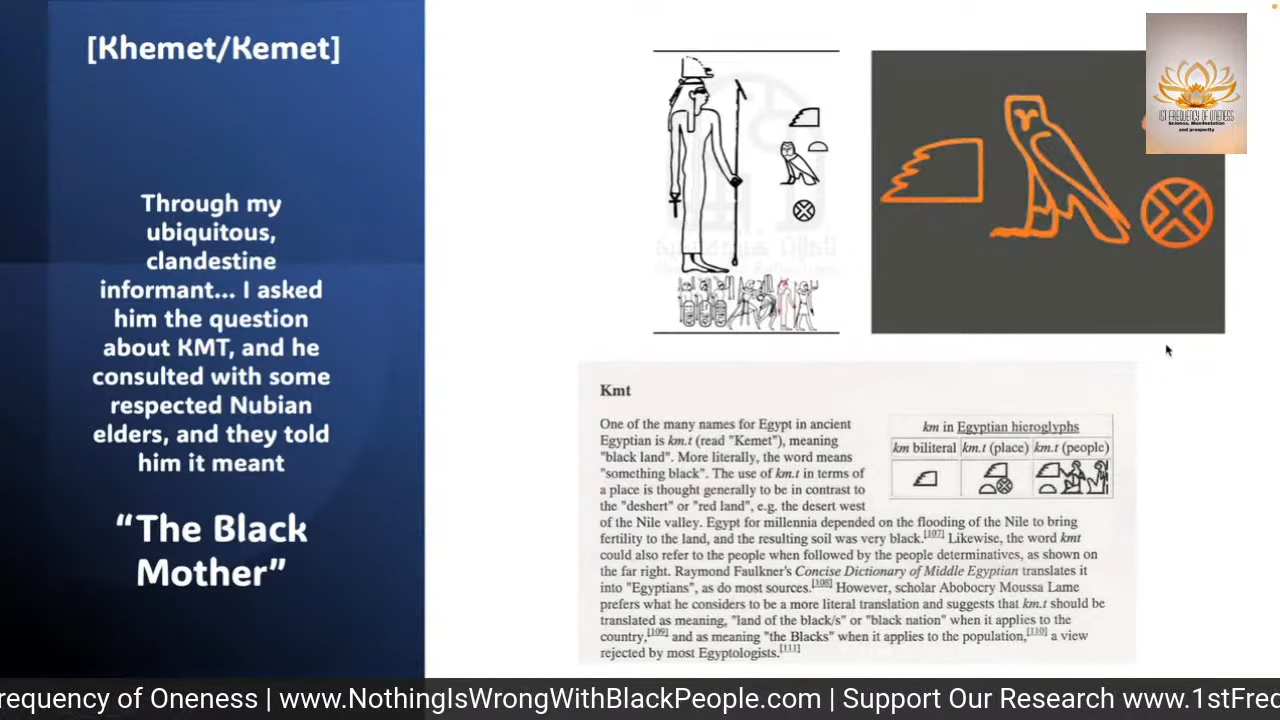 [Khemet/Kemet]
Through my
ubiquitous,
clandestine
informant... I asked
him the question
about KMT, and he
consulted with some
respected Nubian
elders, and they told
him it meant
“The Black
Mother”
1ST FREQUENCY OF ONENESS
Science, Manifestation
and prosperity
Kmt
One of the many names for Egypt in ancient
Egyptian is km.t (read "Kemet"), meaning
"black land". More literally, the word means
"something black". The use of km.t in terms of
a place is thought generally to be in contrast to
the "deshert" or "red land", e.g. the desert west
of the Nile valley. Egypt for millennia depended on the flooding of the Nile to bring
fertility to the land, and the resulting soil was very black.[107] Likewise, the word kmt
could also refer to the people when followed by the people determinatives, as shown on
the far right. Raymond Faulkner's Concise Dictionary of Middle Egyptian translates it
into "Egyptians", as do most sources.[108] However, scholar Abobocry Moussa Lame
prefers what he considers to be a more literal translation and suggests that km.t should be
translated as meaning, "land of the black/s" or "black nation" when it applies to the
country,[109] and as meaning "the Blacks" when it applies to the population,[110] a view
rejected by most Egyptologists.[111]
km in Egyptian hieroglyphs
km biliteral km.t (place) km.t (people)
requency of Oneness | www.NothingIsWrongWithBlackPeople.com | Support Our Research www.1stFrec